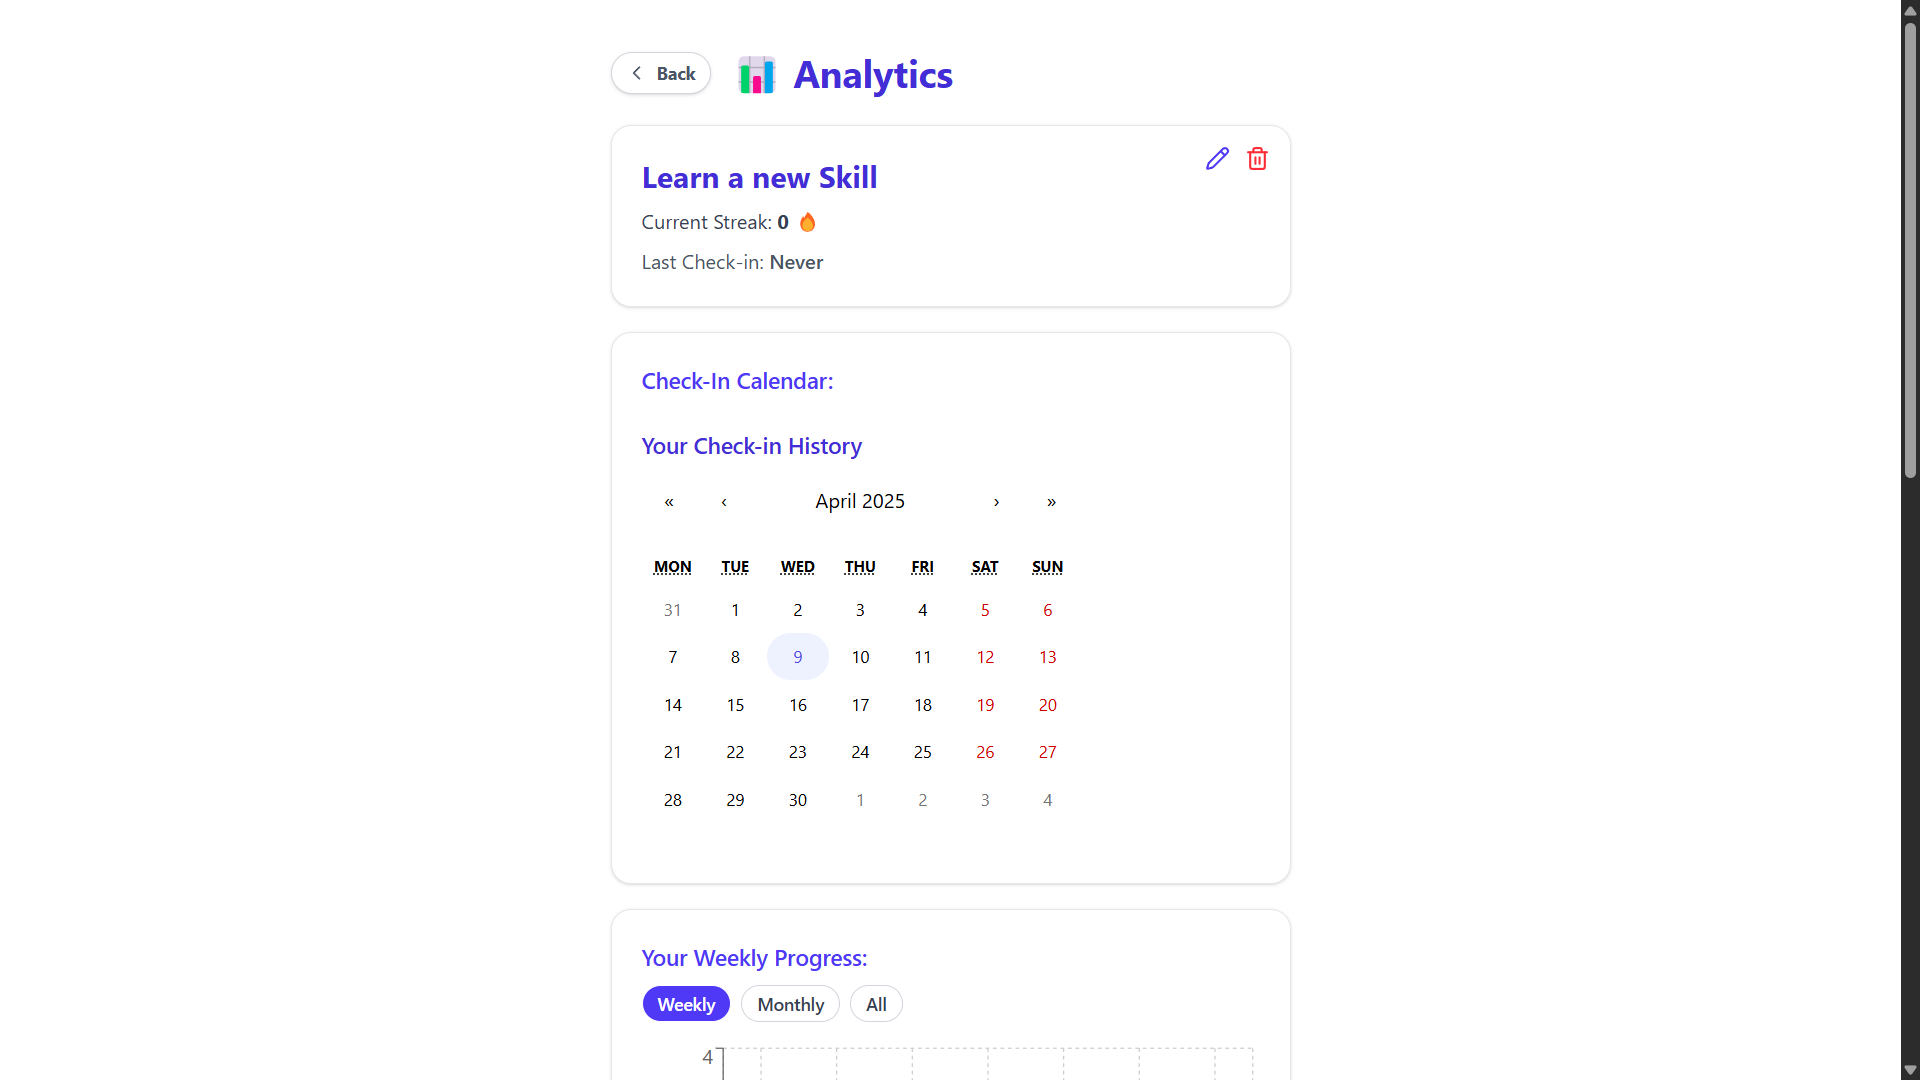 Back
Analytics
Learn a new Skill
Current Streak: 0
Last Check-in: Never
Check-In Calendar:
Your Check-in History
« ‹ April 2025 › »
MON TUE WED THU FRI SAT SUN
31 1 2 3 4 5 6
7 8 9 10 11 12 13
14 15 16 17 18 19 20
21 22 23 24 25 26 27
28 29 30 1 2 3 4
Your Weekly Progress:
Weekly Monthly All
4